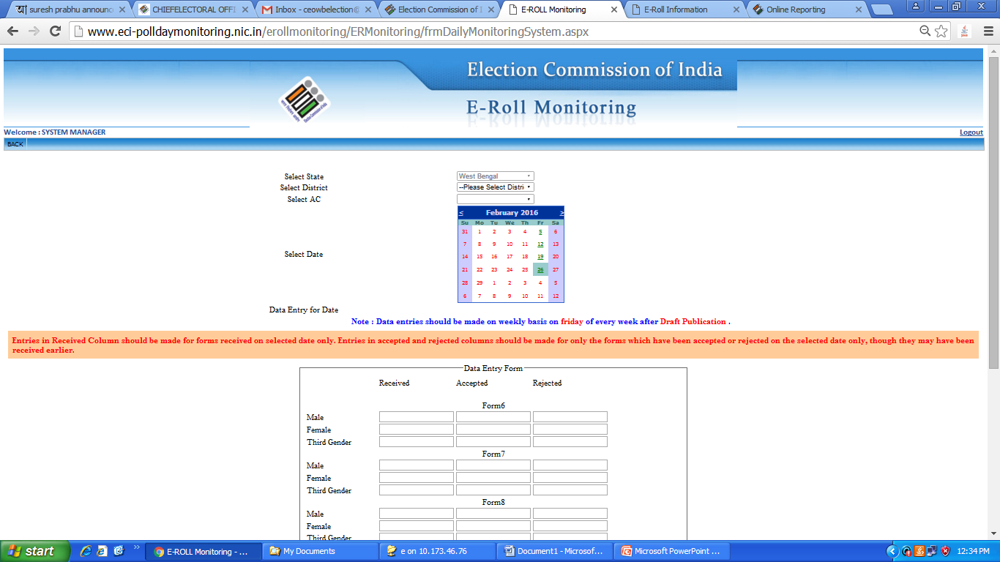 আ suresh prabhu announc
CHIEFELECTORAL OFFI
Inbox - ceowbelection@
Election Commission of I
E-ROLL Monitoring
E-Roll Information
Online Reporting
www.eci-polldaymonitoring.nic.in/erollmonitoring/ERMonitoring/frmDailyMonitoringSystem.aspx
Election Commission of India
E-Roll Monitoring
Welcome : SYSTEM MANAGER Logout
BACK
Select State West Bengal
Select District --Please Select Distri
Select AC
< February 2016 >
Su Mo Tu We Th Fr Sa
31 1 2 3 4 5 6
7 8 9 10 11 12 13
Select Date
14 15 16 17 18 19 20
21 22 23 24 25 26 27
28 29 1 2 3 4 5
6 7 8 9 10 11 12
Data Entry for Date
Note : Data entries should be made on weekly basis on friday of every week after Draft Publication .
Entries in Received Column should be made for forms received on selected date only. Entries in accepted and rejected columns should be made for only the forms which have been accepted or rejected on the selected date only, though they may have been
received earlier.
Data Entry Form
Received Accepted Rejected
Form6
Male
Female
Third Gender
Form7
Male
Female
Third Gender
Form8
Male
Female
Third Gender
start
E-ROLL Monitoring - ...
My Documents
e on 10.173.46.76
Document1 - Microsof...
Microsoft PowerPoint ...
12:34 PM